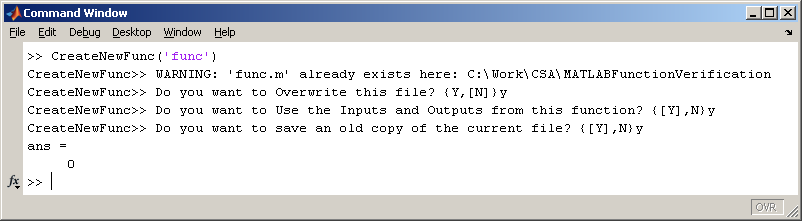 Command Window
File Edit Debug Desktop Window Help
>> CreateNewFunc('func')
CreateNewFunc>> WARNING: 'func.m' already exists here: C:\Work\CSA\MATLABFunctionVerification
CreateNewFunc>> Do you want to Overwrite this file? {Y,[N]}y
CreateNewFunc>> Do you want to Use the Inputs and Outputs from this function? {[Y],N}y
CreateNewFunc>> Do you want to save an old copy of the current file? {[Y],N}y
ans =
0
fx >>
OVR